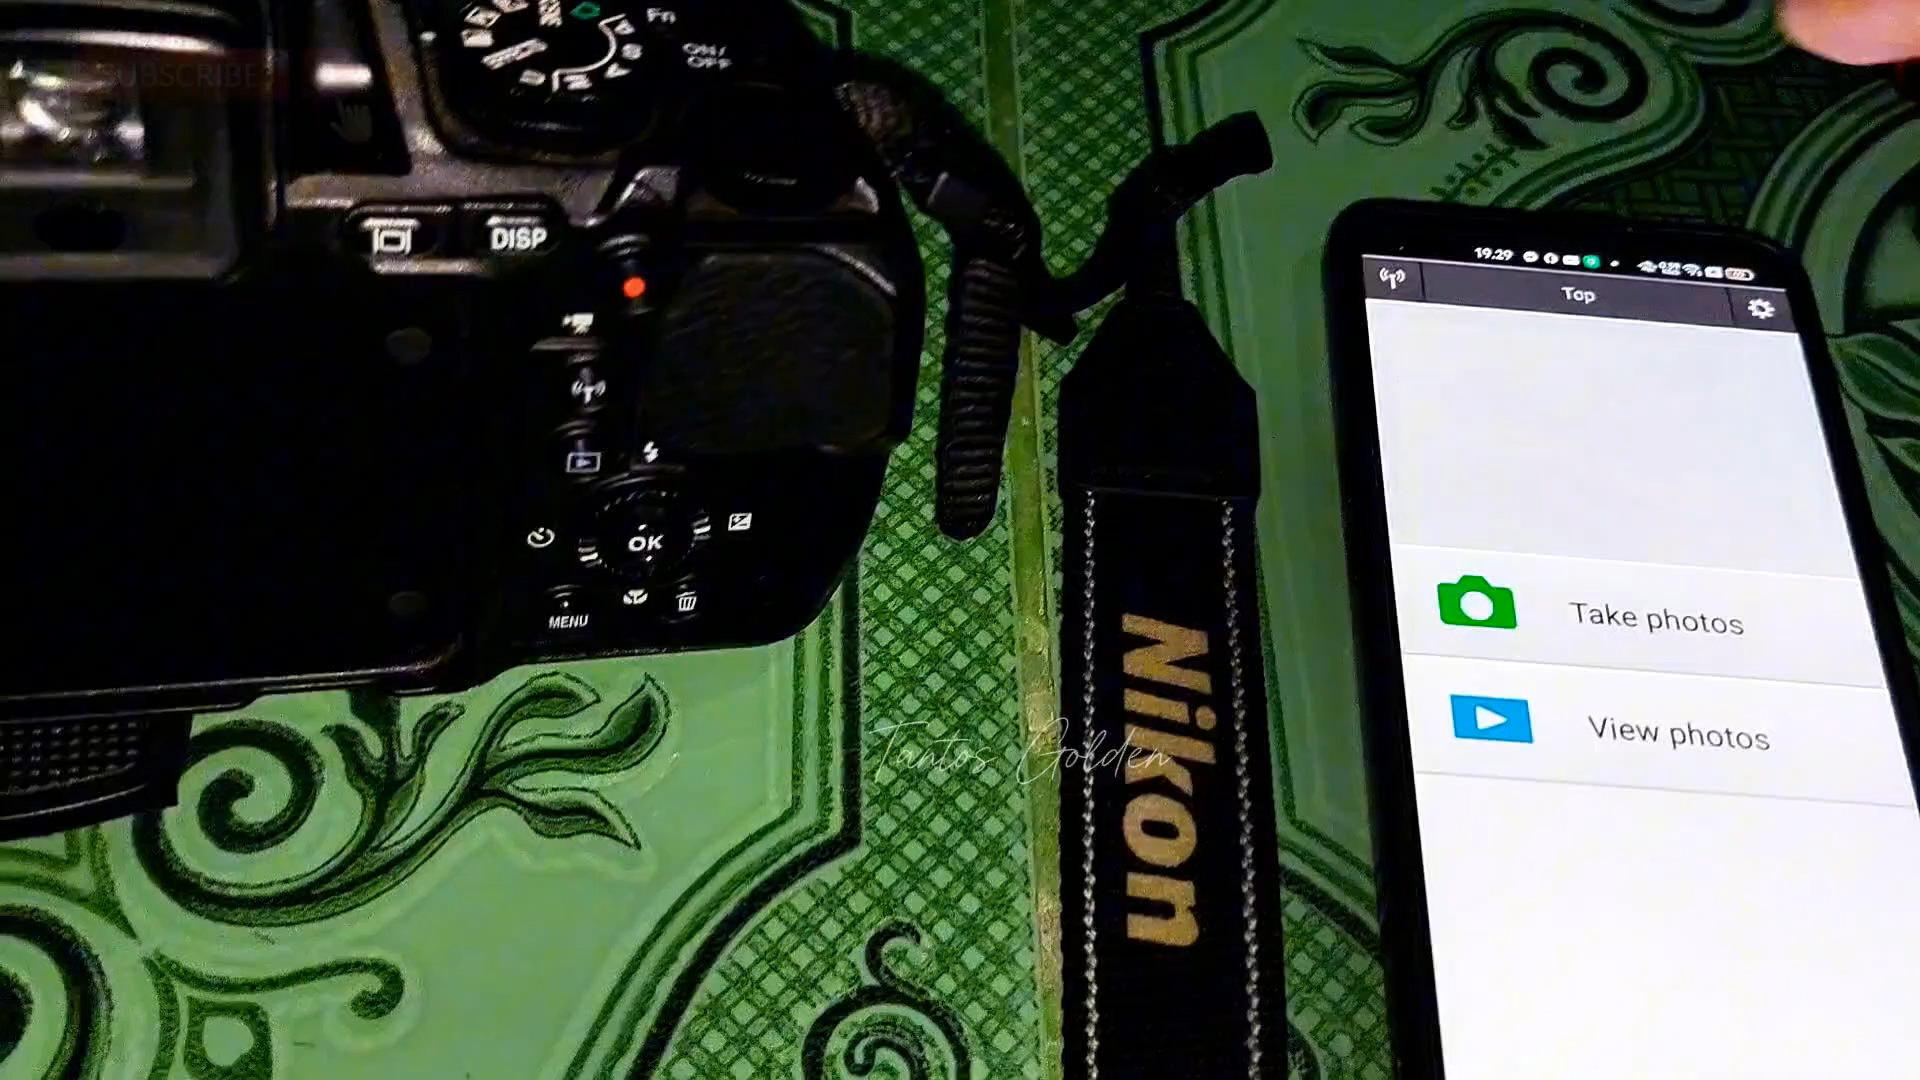 SUBSCRIBE
Fn
ON/
OFF
DISP
OK
MENU
Nikon
Tantos Golden
19.29
Top
Take photos
View photos